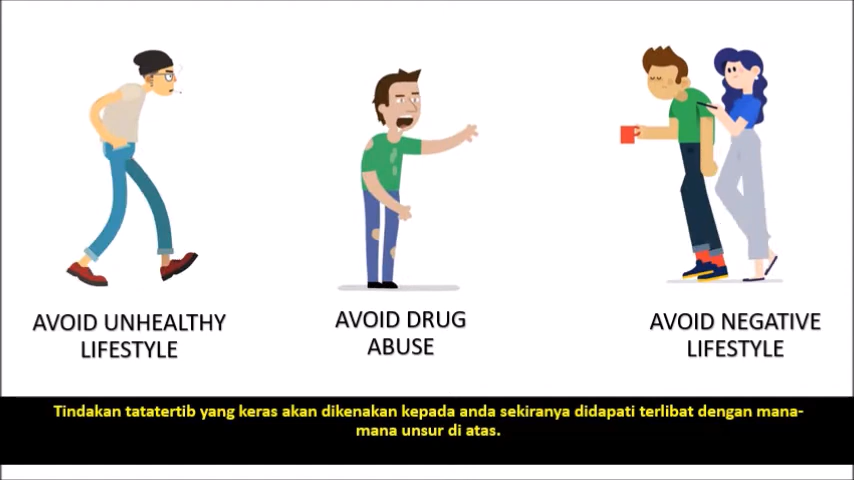 AVOID UNHEALTHY
LIFESTYLE
AVOID DRUG
ABUSE
AVOID NEGATIVE
LIFESTYLE
Tindakan tatatertib yang keras akan dikenakan kepada anda sekiranya didapati terlibat dengan mana-
mana unsur di atas.